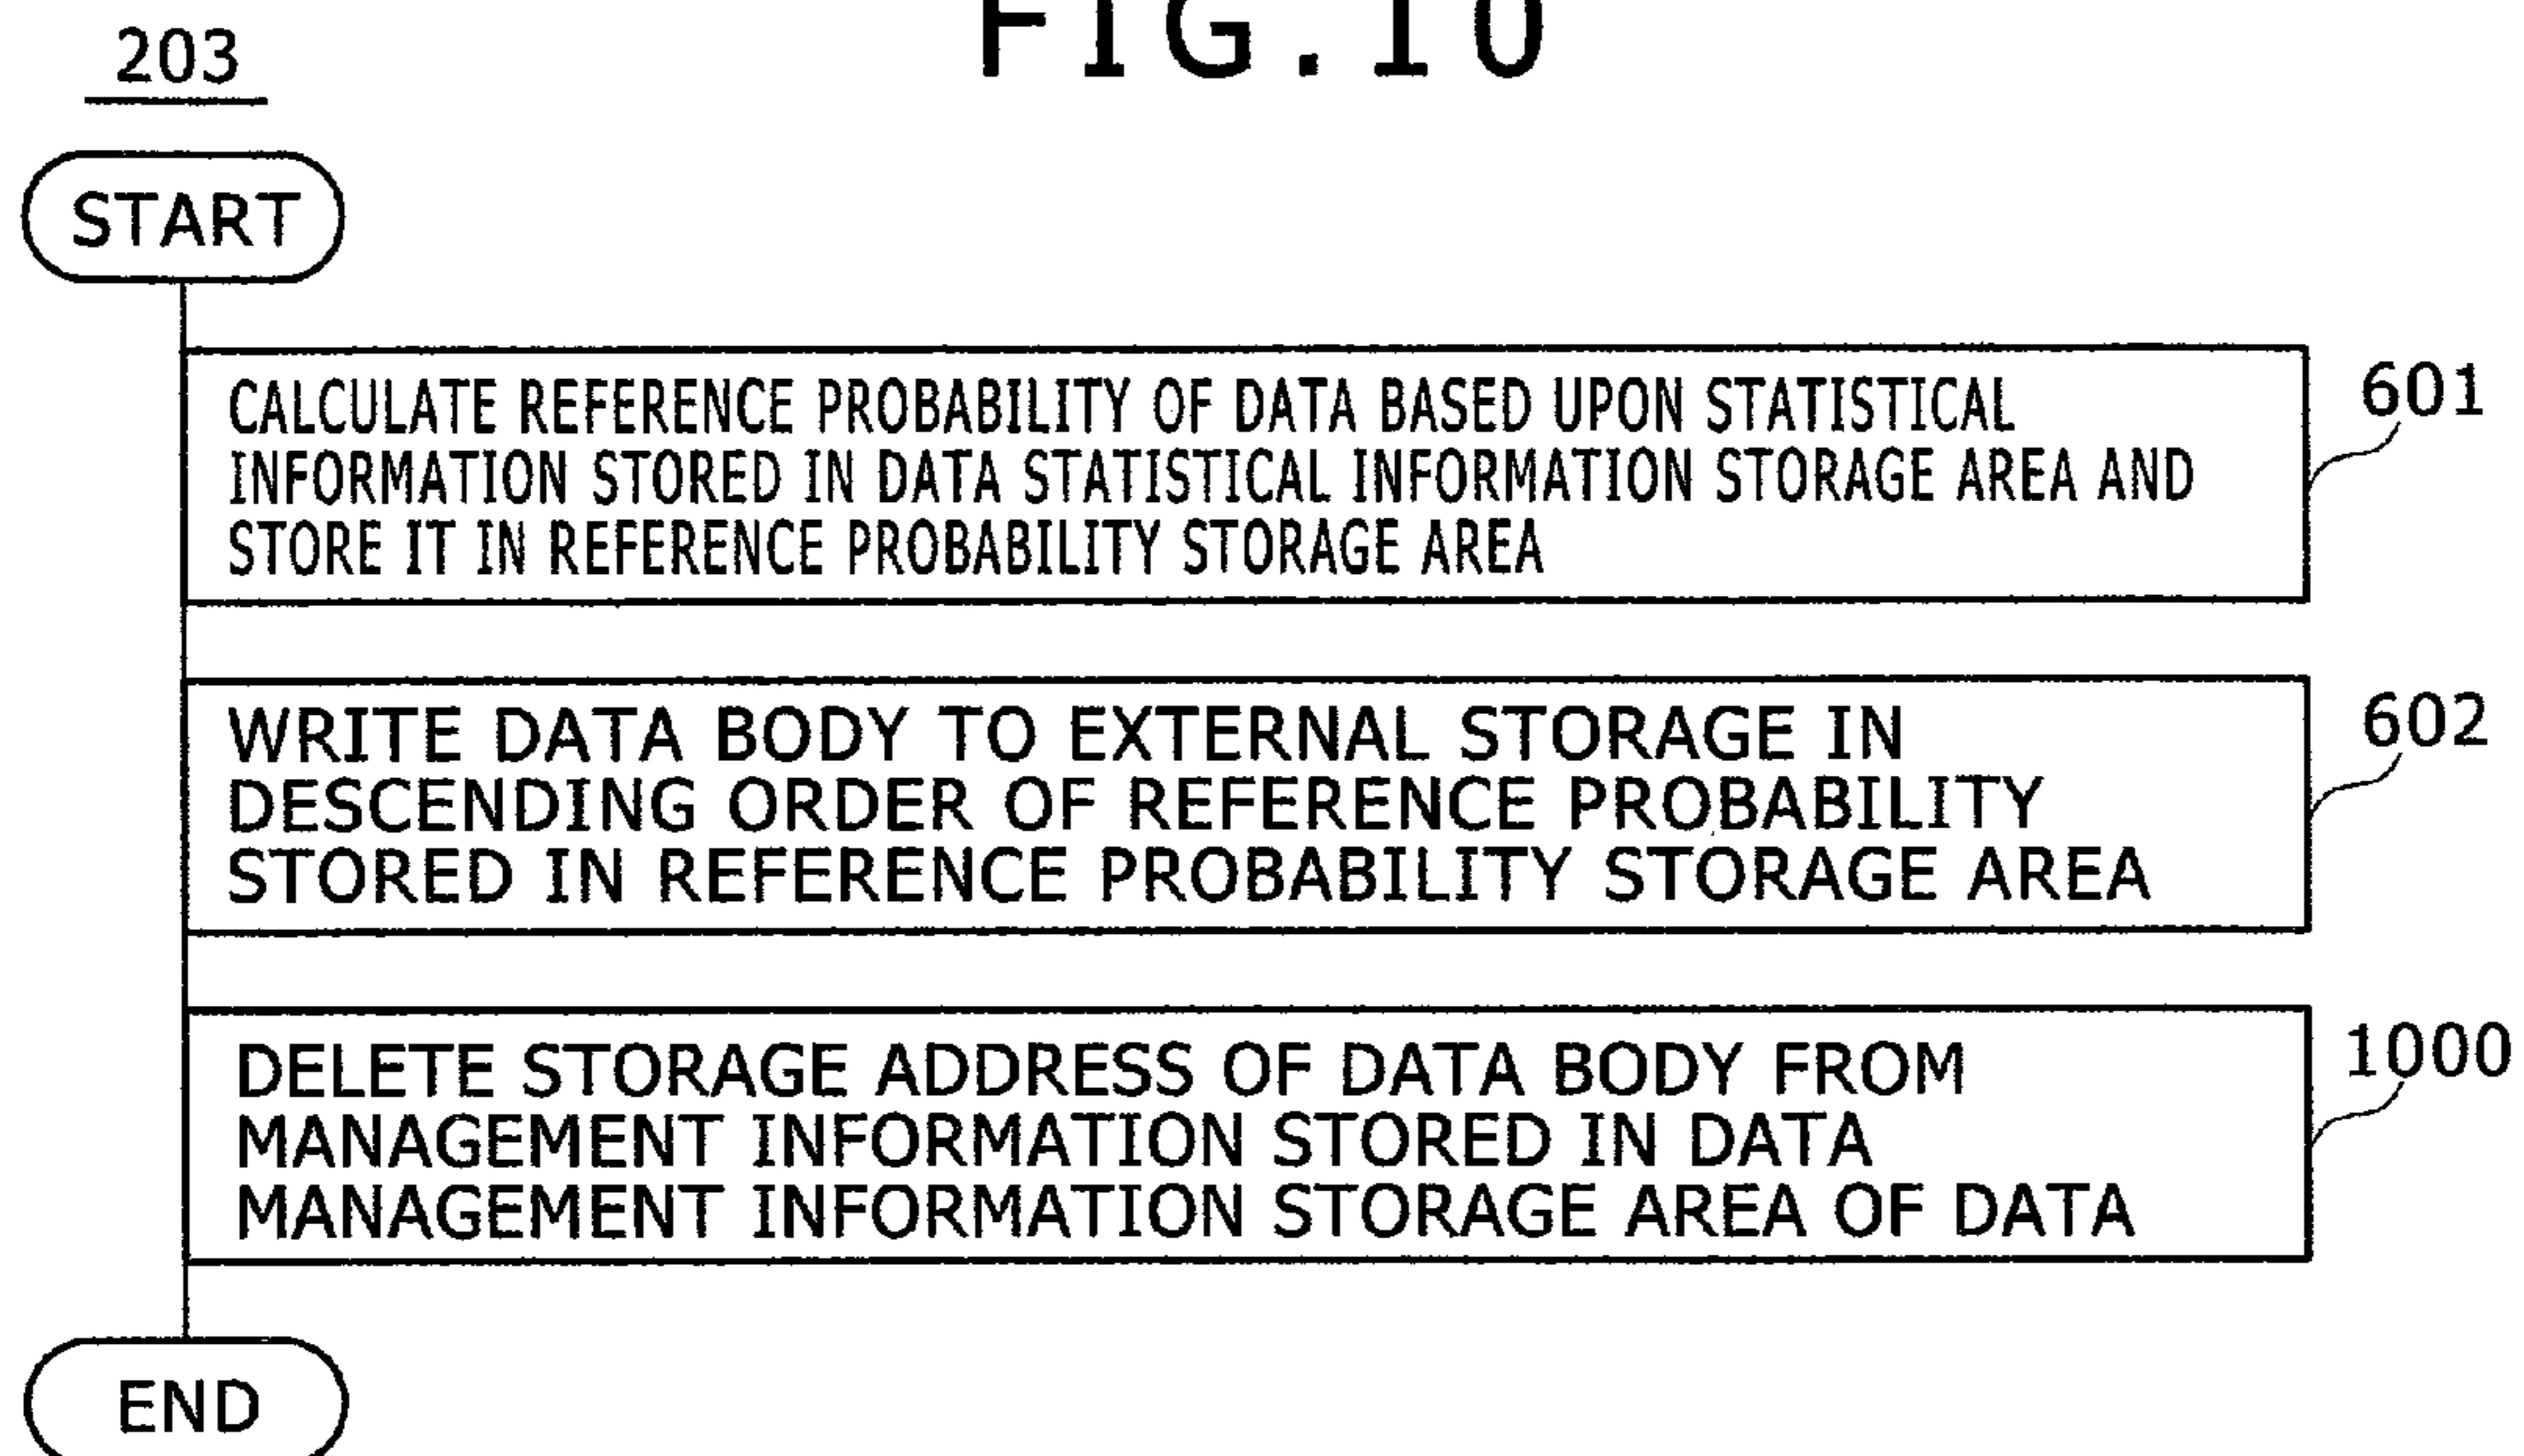 FIG.10
203
START
CALCULATE REFERENCE PROBABILITY OF DATA BASED UPON STATISTICAL
INFORMATION STORED IN DATA STATISTICAL INFORMATION STORAGE AREA AND
STORE IT IN REFERENCE PROBABILITY STORAGE AREA
601
WRITE DATA BODY TO EXTERNAL STORAGE IN
DESCENDING ORDER OF REFERENCE PROBABILITY
STORED IN REFERENCE PROBABILITY STORAGE AREA
602
DELETE STORAGE ADDRESS OF DATA BODY FROM
MANAGEMENT INFORMATION STORED IN DATA
MANAGEMENT INFORMATION STORAGE AREA OF DATA
1000
END